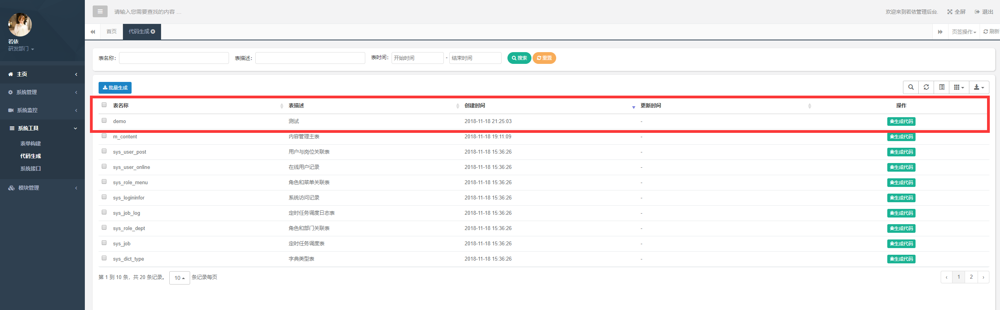 若依
研发部门
主页
系统管理
系统监控
系统工具
表单构建
代码生成
系统接口
模块管理
请输入您需要查找的内容 …
欢迎来到若依管理后台.
全屏
退出
首页
代码生成
页签操作
刷新
表名称：
表描述：
表时间：
开始时间
-
结束时间
搜索
重置
批量生成
表名称 表描述 创建时间 更新时间 操作
demo 测试 2018-11-18 21:25:03 - 生成代码
m_content 内容管理主表 2018-11-18 19:11:09 - 生成代码
sys_user_post 用户与岗位关联表 2018-11-18 15:36:26 - 生成代码
sys_user_online 在线用户记录 2018-11-18 15:36:26 - 生成代码
sys_role_menu 角色和菜单关联表 2018-11-18 15:36:26 - 生成代码
sys_logininfor 系统访问记录 2018-11-18 15:36:26 - 生成代码
sys_job_log 定时任务调度日志表 2018-11-18 15:36:26 - 生成代码
sys_role_dept 角色和部门关联表 2018-11-18 15:36:26 - 生成代码
sys_job 定时任务调度表 2018-11-18 15:36:26 - 生成代码
sys_dict_type 字典类型表 2018-11-18 15:36:26 - 生成代码
第 1 到 10 条，共 20 条记录。 10 条记录每页
‹ 1 2 ›